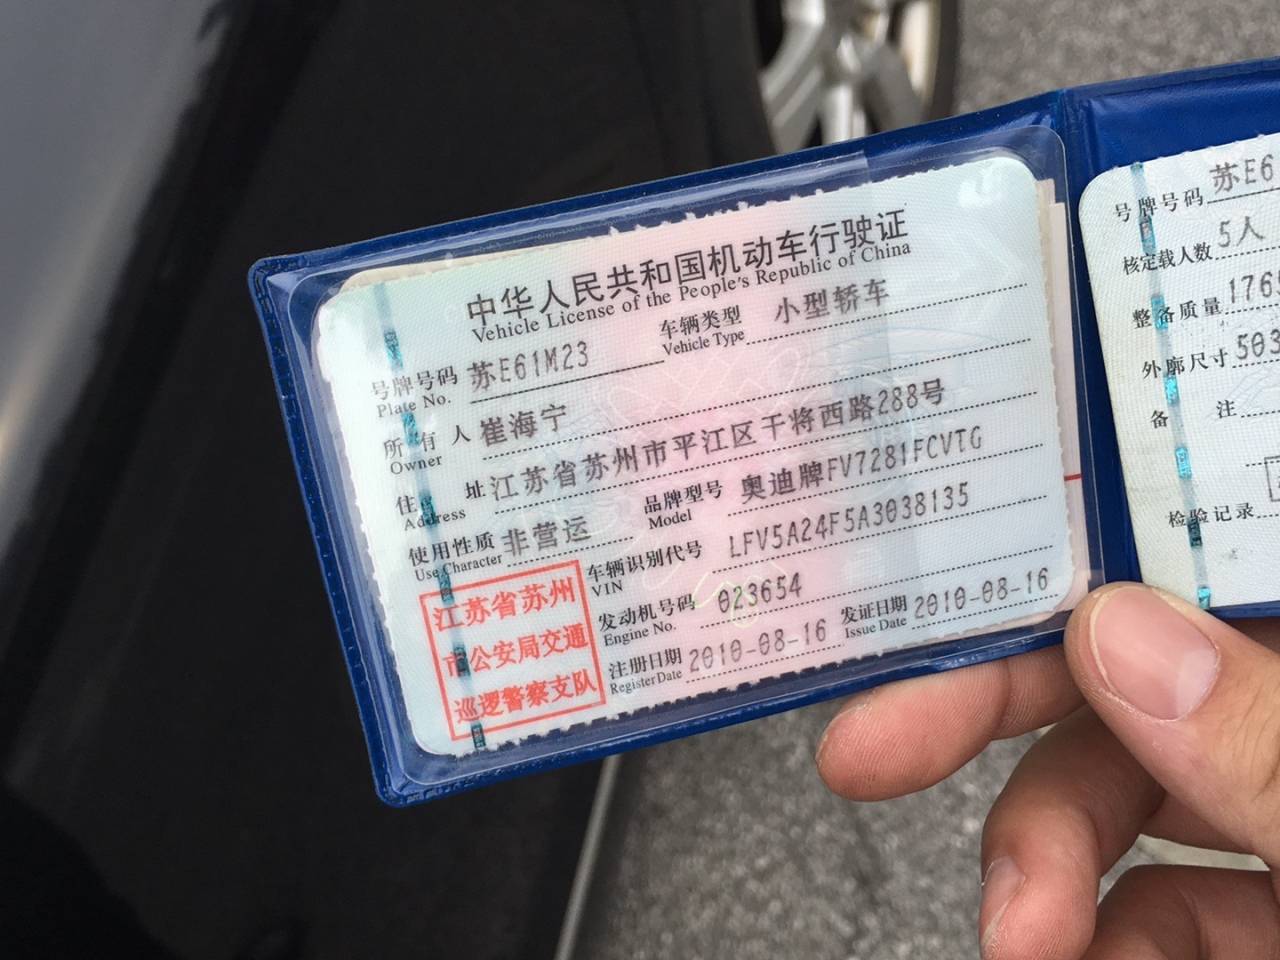 中华人民共和国机动车行驶证
Vehicle License of the People's Republic of China
号牌号码 苏E61M23 车辆类型 小型轿车
Plate No. Vehicle Type
所有人 崔海宁
Owner
住址 江苏省苏州市平江区干将西路288号
Address
使用性质 非营运 品牌型号 奥迪牌FV7281FCVTG
Use Character Model
车辆识别代号 LFV5A24F5A3038135
VIN
发动机号码 023654
Engine No.
注册日期 2010-08-16 发证日期 2010-08-16
Register Date Issue Date
江苏省苏州
市公安局交通
巡逻警察支队
号牌号码 苏E6
核定载人数 5人
整备质量 176
外廓尺寸 503
备注
检验记录